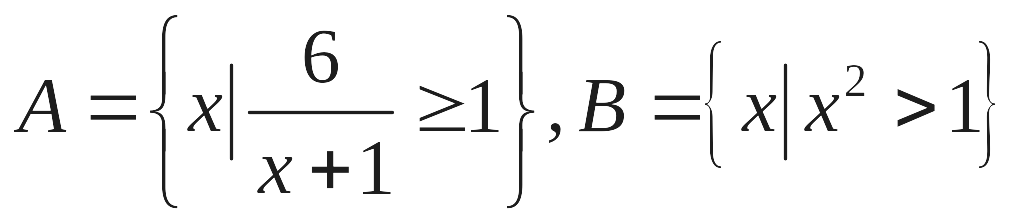 A = { x | 6/(x+1) ≥ 1 }, B = { x | x² > 1 }